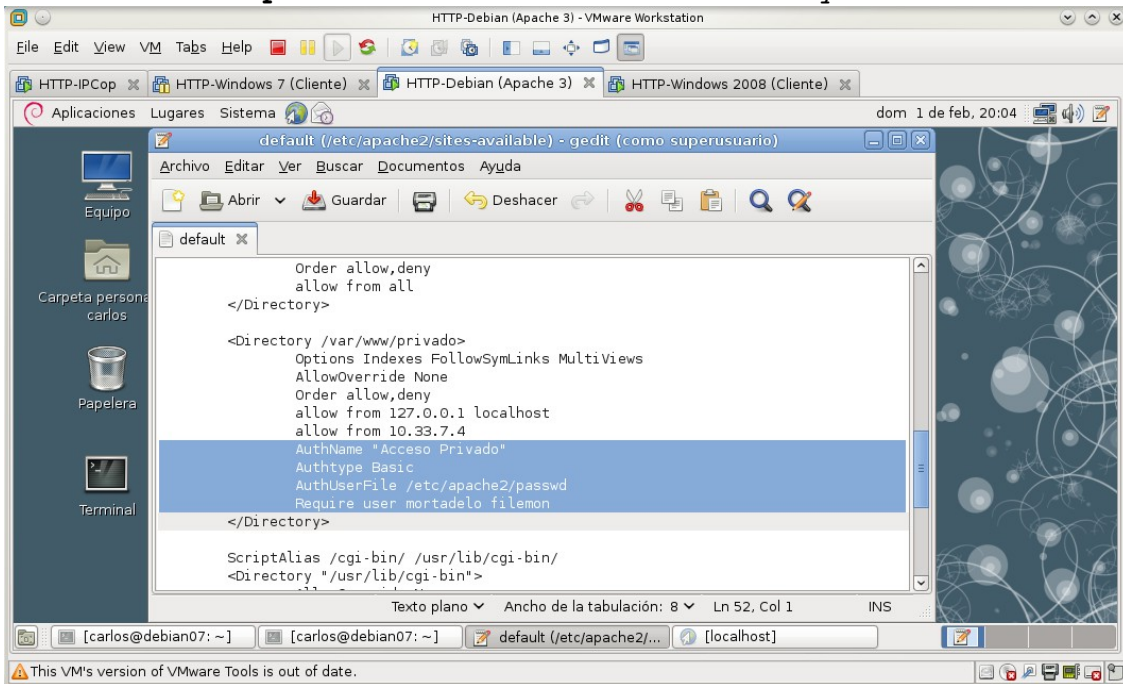 HTTP-Debian (Apache 3) - VMware Workstation
File Edit View VM Tabs Help
HTTP-IPCop HTTP-Windows 7 (Cliente) HTTP-Debian (Apache 3) HTTP-Windows 2008 (Cliente)
Aplicaciones Lugares Sistema dom 1 de feb, 20:04
default (/etc/apache2/sites-available) - gedit (como superusuario)
Archivo Editar Ver Buscar Documentos Ayuda
Abrir Guardar Deshacer
default
Equipo
Carpeta persona
carlos
Papelera
Terminal
Order allow,deny
allow from all
</Directory>
<Directory /var/www/privado>
Options Indexes FollowSymLinks MultiViews
AllowOverride None
Order allow,deny
allow from 127.0.0.1 localhost
allow from 10.33.7.4
AuthName "Acceso Privado"
Authtype Basic
AuthUserFile /etc/apache2/passwd
Require user mortadelo filemon
</Directory>
ScriptAlias /cgi-bin/ /usr/lib/cgi-bin/
<Directory "/usr/lib/cgi-bin">
Texto plano Ancho de la tabulación: 8 Ln 52, Col 1 INS
[carlos@debian07: ~] [carlos@debian07: ~] default (/etc/apache2/... [localhost]
This VM's version of VMware Tools is out of date.